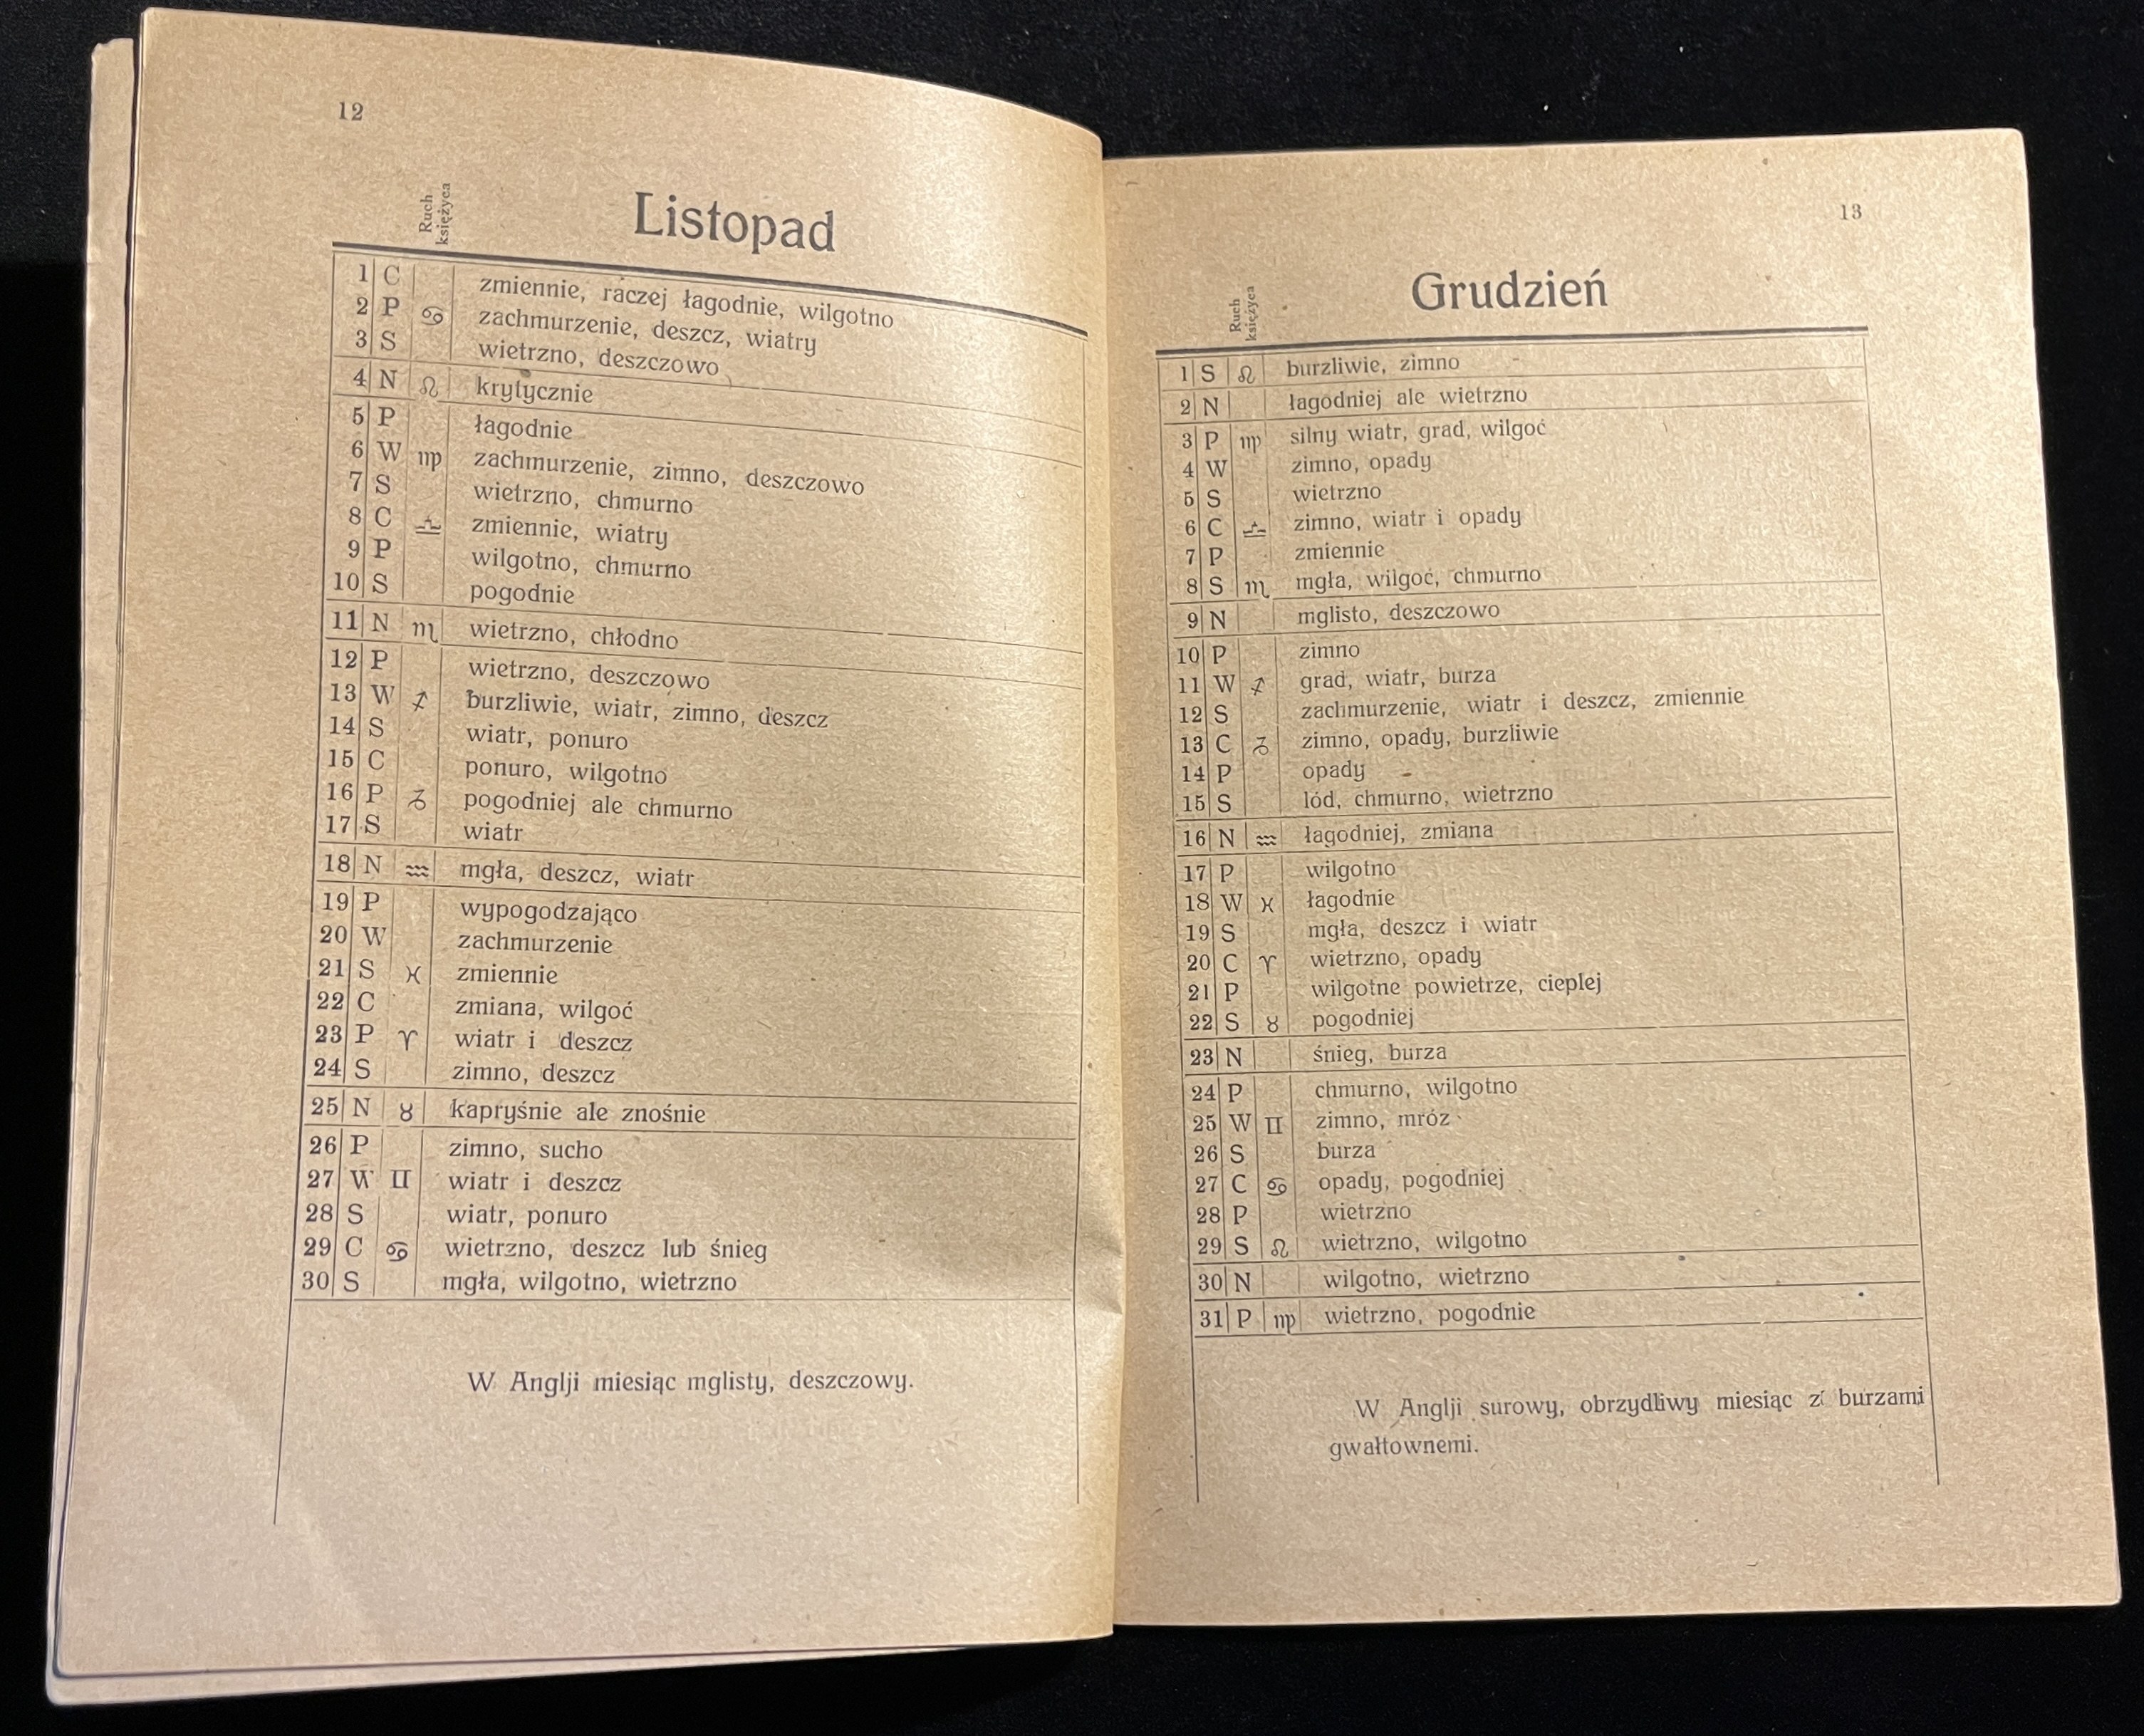 12
Ruch
księżyca
Listopad
1 C zmiennie, raczej łagodnie, wilgotno
2 P ♋ zachmurzenie, deszcz, wiatry
3 S wietrzno, deszczowo
4 N ♌ krytycznie
5 P łagodnie
6 W ♍ zachmurzenie, zimno, deszczowo
7 S wietrzno, chmurno
8 C ♎ zmiennie, wiatry
9 P wilgotno, chmurno
10 S pogodnie
11 N ♏ wietrzno, chłodno
12 P wietrzno, deszczowo
13 W ♐ burzliwie, wiatr, zimno, deszcz
14 S wiatr, ponuro
15 C ponuro, wilgotno
16 P ♑ pogodniej ale chmurno
17 S wiatr
18 N ♒ mgła, deszcz, wiatr
19 P wypogodzająco
20 W zachmurzenie
21 S ♓ zmiennie
22 C zmiana, wilgoć
23 P ♈ wiatr i deszcz
24 S zimno, deszcz
25 N ♉ kapryśnie ale znośnie
26 P zimno, sucho
27 W ♊ wiatr i deszcz
28 S wiatr, ponuro
29 C ♋ wietrzno, deszcz lub śnieg
30 S mgła, wilgotno, wietrzno
W Anglji miesiąc mglisty, deszczowy.
13
Ruch
księżyca
Grudzień
1 S ♌ burzliwie, zimno
2 N łagodniej ale wietrzno
3 P ♍ silny wiatr, grad, wilgoć
4 W zimno, opady
5 S wietrzno
6 C ♎ zimno, wiatr i opady
7 P zmiennie
8 S ♏ mgła, wilgoć, chmurno
9 N mglisto, deszczowo
10 P zimno
11 W ♐ grad, wiatr, burza
12 S zachmurzenie, wiatr i deszcz, zmiennie
13 C ♑ zimno, opady, burzliwie
14 P opady
15 S lód, chmurno, wietrzno
16 N ♒ łagodniej, zmiana
17 P wilgotno
18 W ♓ łagodnie
19 S mgła, deszcz i wiatr
20 C ♈ wietrzno, opady
21 P wilgotne powietrze, cieplej
22 S ♉ pogodniej
23 N śnieg, burza
24 P chmurno, wilgotno
25 W ♊ zimno, mróz
26 S burza
27 C ♋ opady, pogodniej
28 P wietrzno
29 S ♌ wietrzno, wilgotno
30 N wilgotno, wietrzno
31 P ♍ wietrzno, pogodnie
W Anglji surowy, obrzydliwy miesiąc z burzami
gwałtownemi.